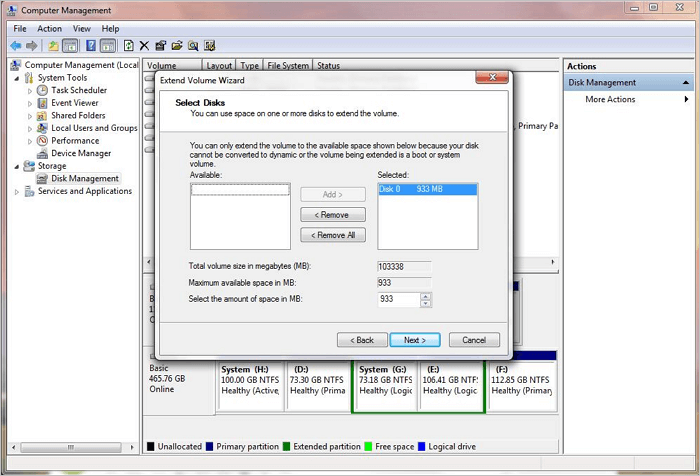 Computer Management
File Action View Help
Computer Management (Local
System Tools
Task Scheduler
Event Viewer
Shared Folders
Local Users and Groups
Performance
Device Manager
Storage
Disk Management
Services and Applications
Volume Layout Type File System Status
Actions
Disk Management
More Actions
Extend Volume Wizard
Select Disks
You can use space on one or more disks to extend the volume.
You can only extend the volume to the available space shown below because your disk
cannot be converted to dynamic or the volume being extended is a boot or system
volume.
Available:
Selected:
Disk 0 933 MB
Add >
< Remove
< Remove All
Total volume size in megabytes (MB): 103338
Maximum available space in MB: 933
Select the amount of space in MB: 933
< Back Next > Cancel
, Primary Pa
Basic
465.76 GB
Online
System (H:)
100.00 GB NTFS
Healthy (Active,
(D:)
73.30 GB NTFS
Healthy (Prima
System (G:)
73.18 GB NTFS
Healthy (Logic
(E:)
106.41 GB NTFS
Healthy (Logic
(F:)
112.85 GB NTFS
Healthy (Primary
Unallocated Primary partition Extended partition Free space Logical drive